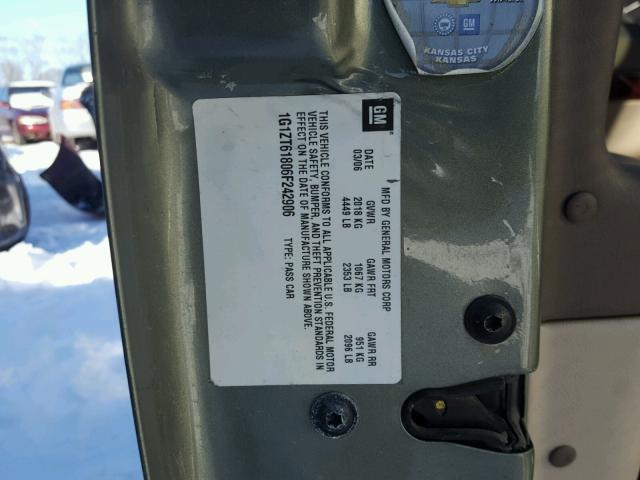 GM
KANSAS CITY
KANSAS
GM
MFD BY GENERAL MOTORS CORP
DATE GVWR GAWR FRT GAWR RR
03/06 2018 KG 1067 KG 951 KG
4449 LB 2353 LB 2096 LB
THIS VEHICLE CONFORMS TO ALL APPLICABLE U.S. FEDERAL MOTOR
VEHICLE SAFETY, BUMPER, AND THEFT PREVENTION STANDARDS IN
EFFECT ON THE DATE OF MANUFACTURE SHOWN ABOVE.
1G1ZT61806F242906 TYPE: PASS CAR